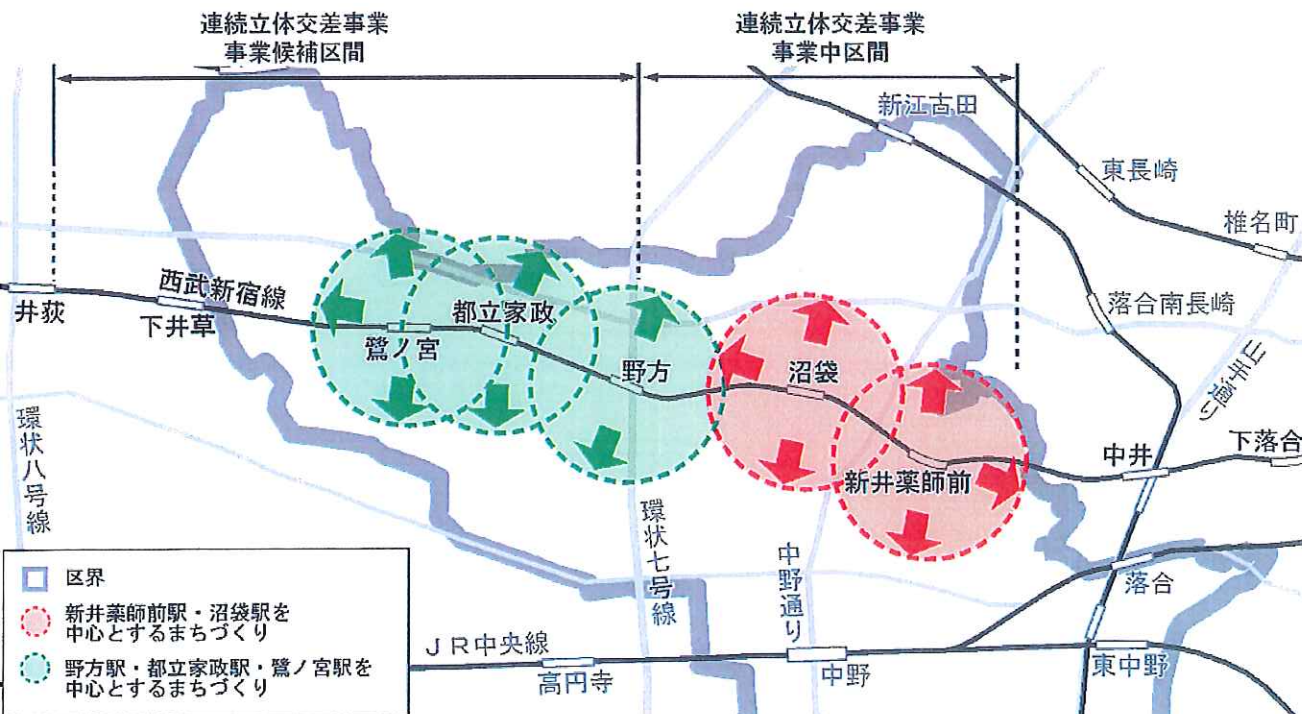 連続立体交差事業
事業候補区間
連続立体交差事業
事業中区間
新江古田
東長崎
椎名町
西武新宿線
井荻
下井草
鷺ノ宮
都立家政
野方
沼袋
新井薬師前
落合南長崎
山手通り
中井
下落合
環状八号線
環状七号線
中野通り
落合
JR中央線
高円寺
中野
東中野
区界
新井薬師前駅・沼袋駅を
中心とするまちづくり
野方駅・都立家政駅・鷺ノ宮駅を
中心とするまちづくり